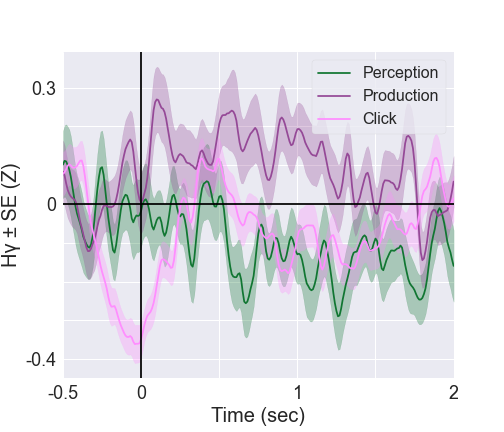 Perception
Production
Click
0.3
0
-0.4
Hγ ± SE (Z)
-0.5
0
1
2
Time (sec)